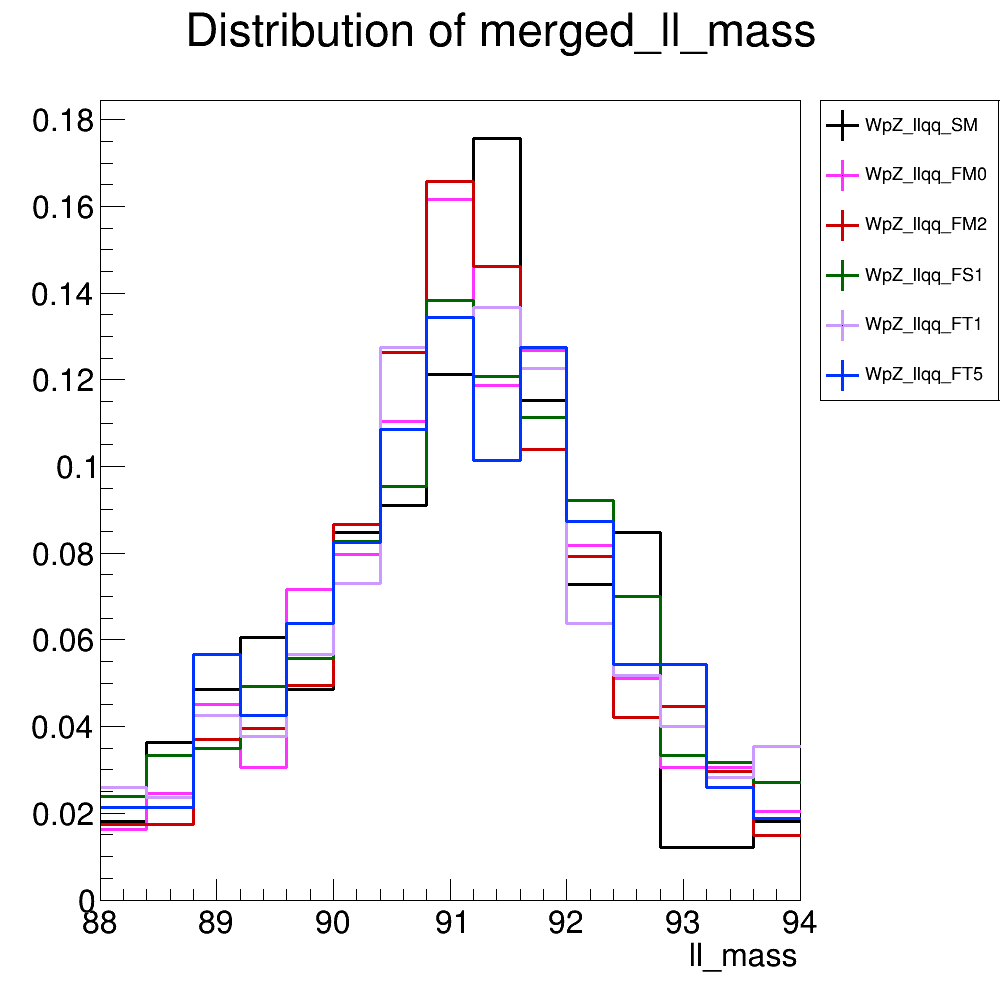 Distribution of merged_ll_mass
0.18
0.16
0.14
0.12
0.1
0.08
0.06
0.04
0.02
0
88 89 90 91 92 93 94
ll_mass
WpZ_llqq_SM
WpZ_llqq_FM0
WpZ_llqq_FM2
WpZ_llqq_FS1
WpZ_llqq_FT1
WpZ_llqq_FT5